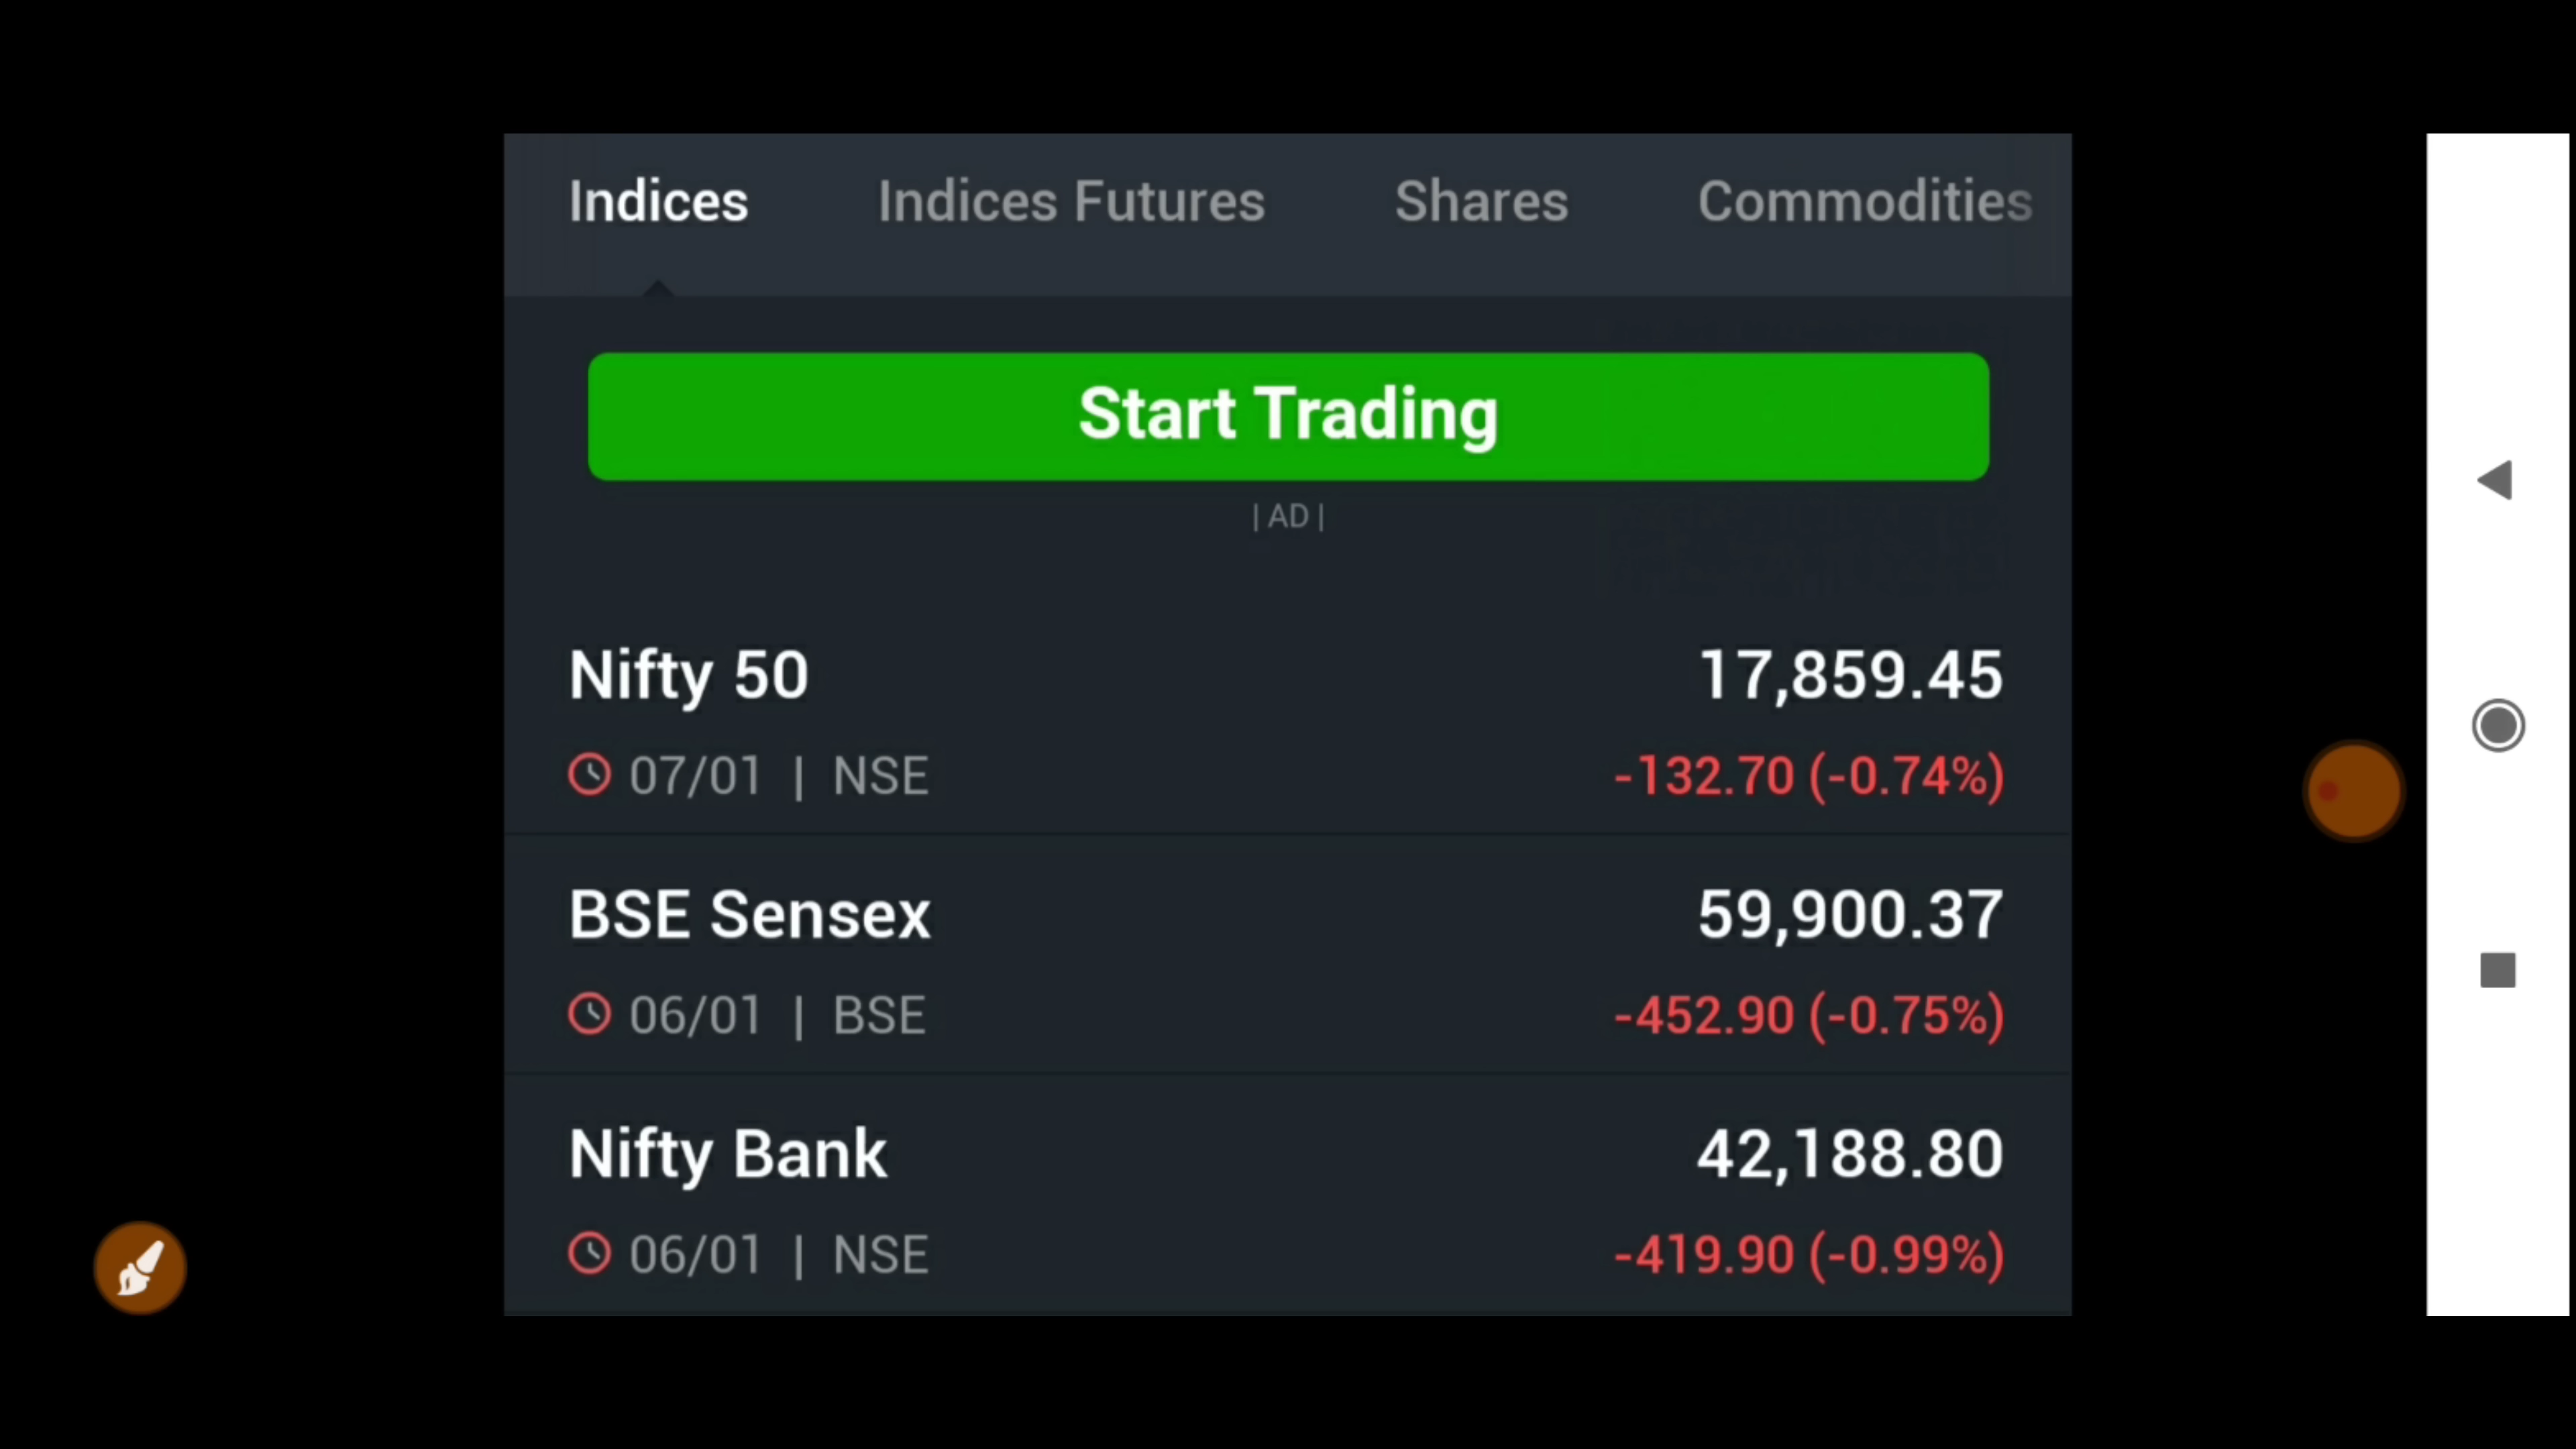 Indices Indices Futures Shares Commodities
Start Trading
| AD |
Nifty 50 17,859.45
07/01 | NSE -132.70 (-0.74%)
BSE Sensex 59,900.37
06/01 | BSE -452.90 (-0.75%)
Nifty Bank 42,188.80
06/01 | NSE -419.90 (-0.99%)